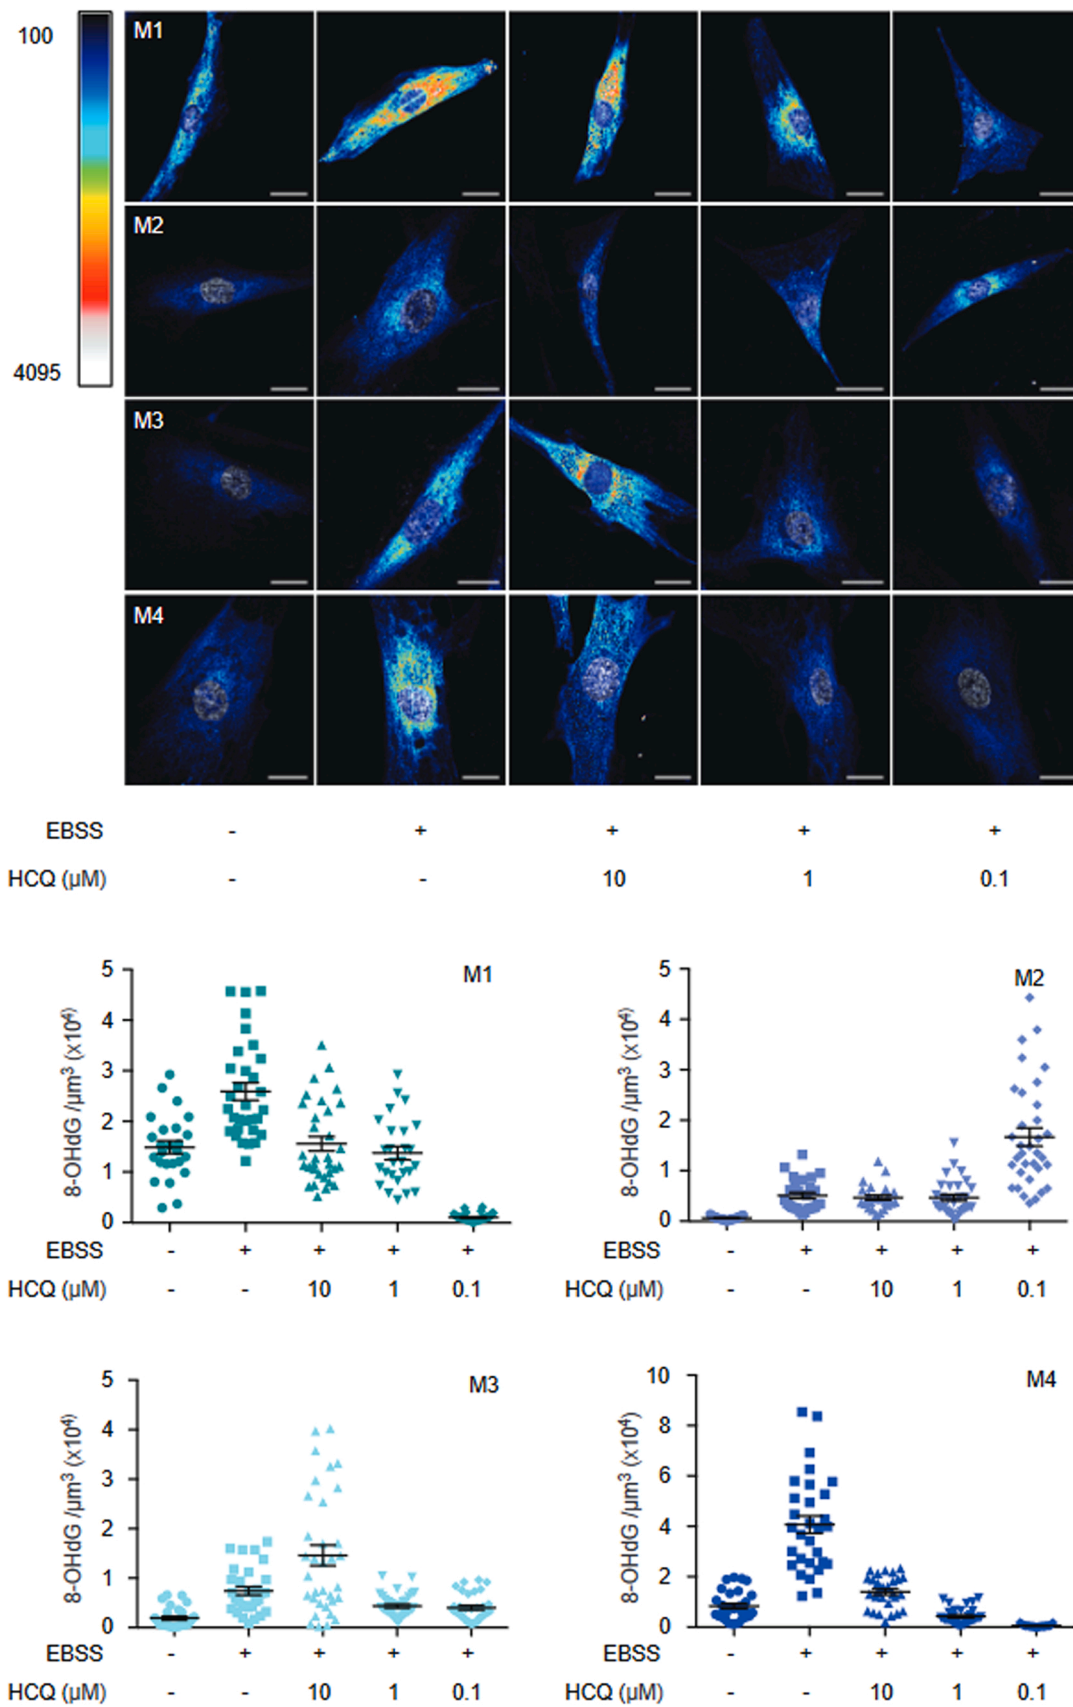 100
4095
M1
M2
M3
M4
EBSS - + + + +
HCQ (µM) - - 10 1 0.1
M1
8-OHdG /µm³ (x10⁴)
5
4
3
2
1
0
EBSS - + + + +
HCQ (µM) - - 10 1 0.1
M2
8-OHdG /µm³ (x10⁴)
5
4
3
2
1
0
EBSS - + + + +
HCQ (µM) - - 10 1 0.1
M3
8-OHdG /µm³ (x10⁴)
5
4
3
2
1
0
EBSS - + + + +
HCQ (µM) - - 10 1 0.1
M4
8-OHdG /µm³ (x10⁴)
10
8
6
4
2
0
EBSS - + + + +
HCQ (µM) - - 10 1 0.1